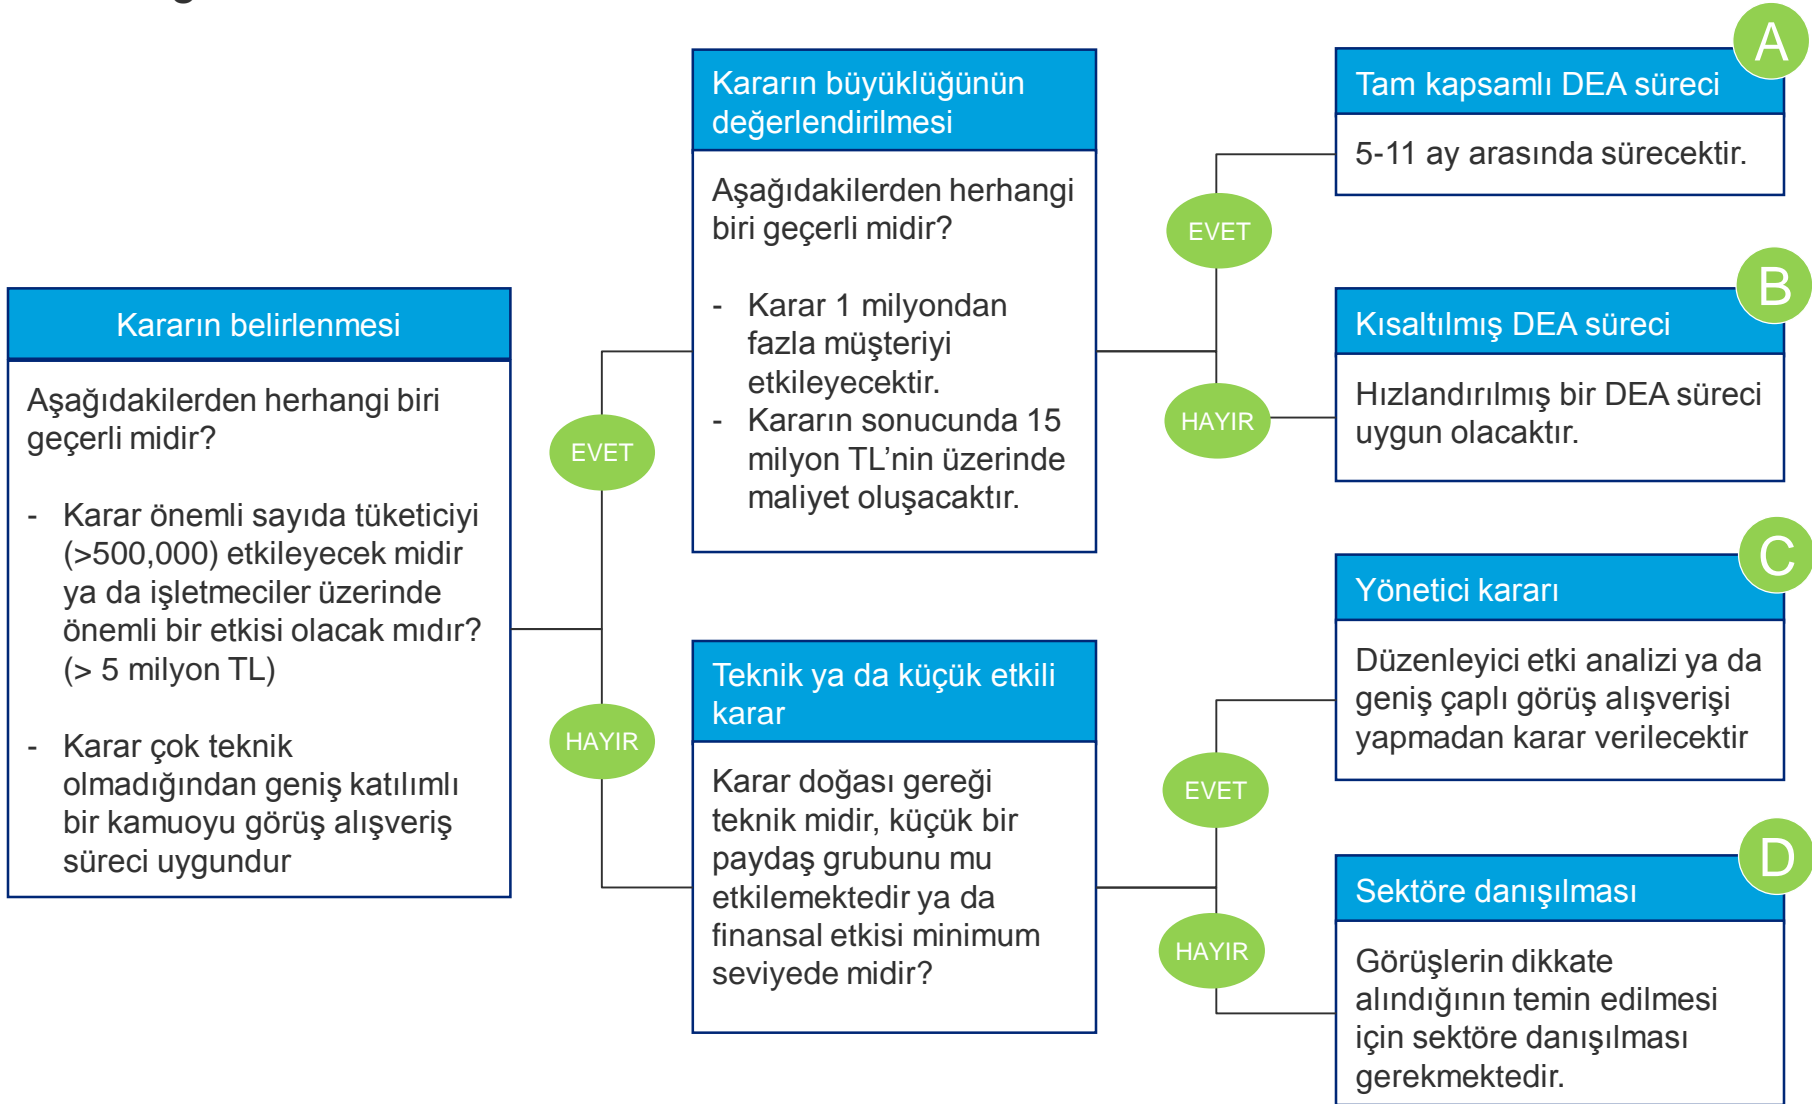 Kararın belirlenmesi
Aşağıdakilerden herhangi biri
geçerli midir?
- Karar önemli sayıda tüketiciyi
(>500,000) etkileyecek midir
ya da işletmeciler üzerinde
önemli bir etkisi olacak mıdır?
(> 5 milyon TL)
- Karar çok teknik
olmadığından geniş katılımlı
bir kamuoyu görüş alışveriş
süreci uygundur
EVET
HAYIR
Kararın büyüklüğünün
değerlendirilmesi
Aşağıdakilerden herhangi
biri geçerli midir?
- Karar 1 milyondan
fazla müşteriyi
etkileyecektir.
- Kararın sonucunda 15
milyon TL’nin üzerinde
maliyet oluşacaktır.
Teknik ya da küçük etkili
karar
Karar doğası gereği
teknik midir, küçük bir
paydaş grubunu mu
etkilemektedir ya da
finansal etkisi minimum
seviyede midir?
EVET
HAYIR
EVET
HAYIR
A
Tam kapsamlı DEA süreci
5-11 ay arasında sürecektir.
B
Kısaltılmış DEA süreci
Hızlandırılmış bir DEA süreci
uygun olacaktır.
C
Yönetici kararı
Düzenleyici etki analizi ya da
geniş çaplı görüş alışverişi
yapmadan karar verilecektir
D
Sektöre danışılması
Görüşlerin dikkate
alındığının temin edilmesi
için sektöre danışılması
gerekmektedir.